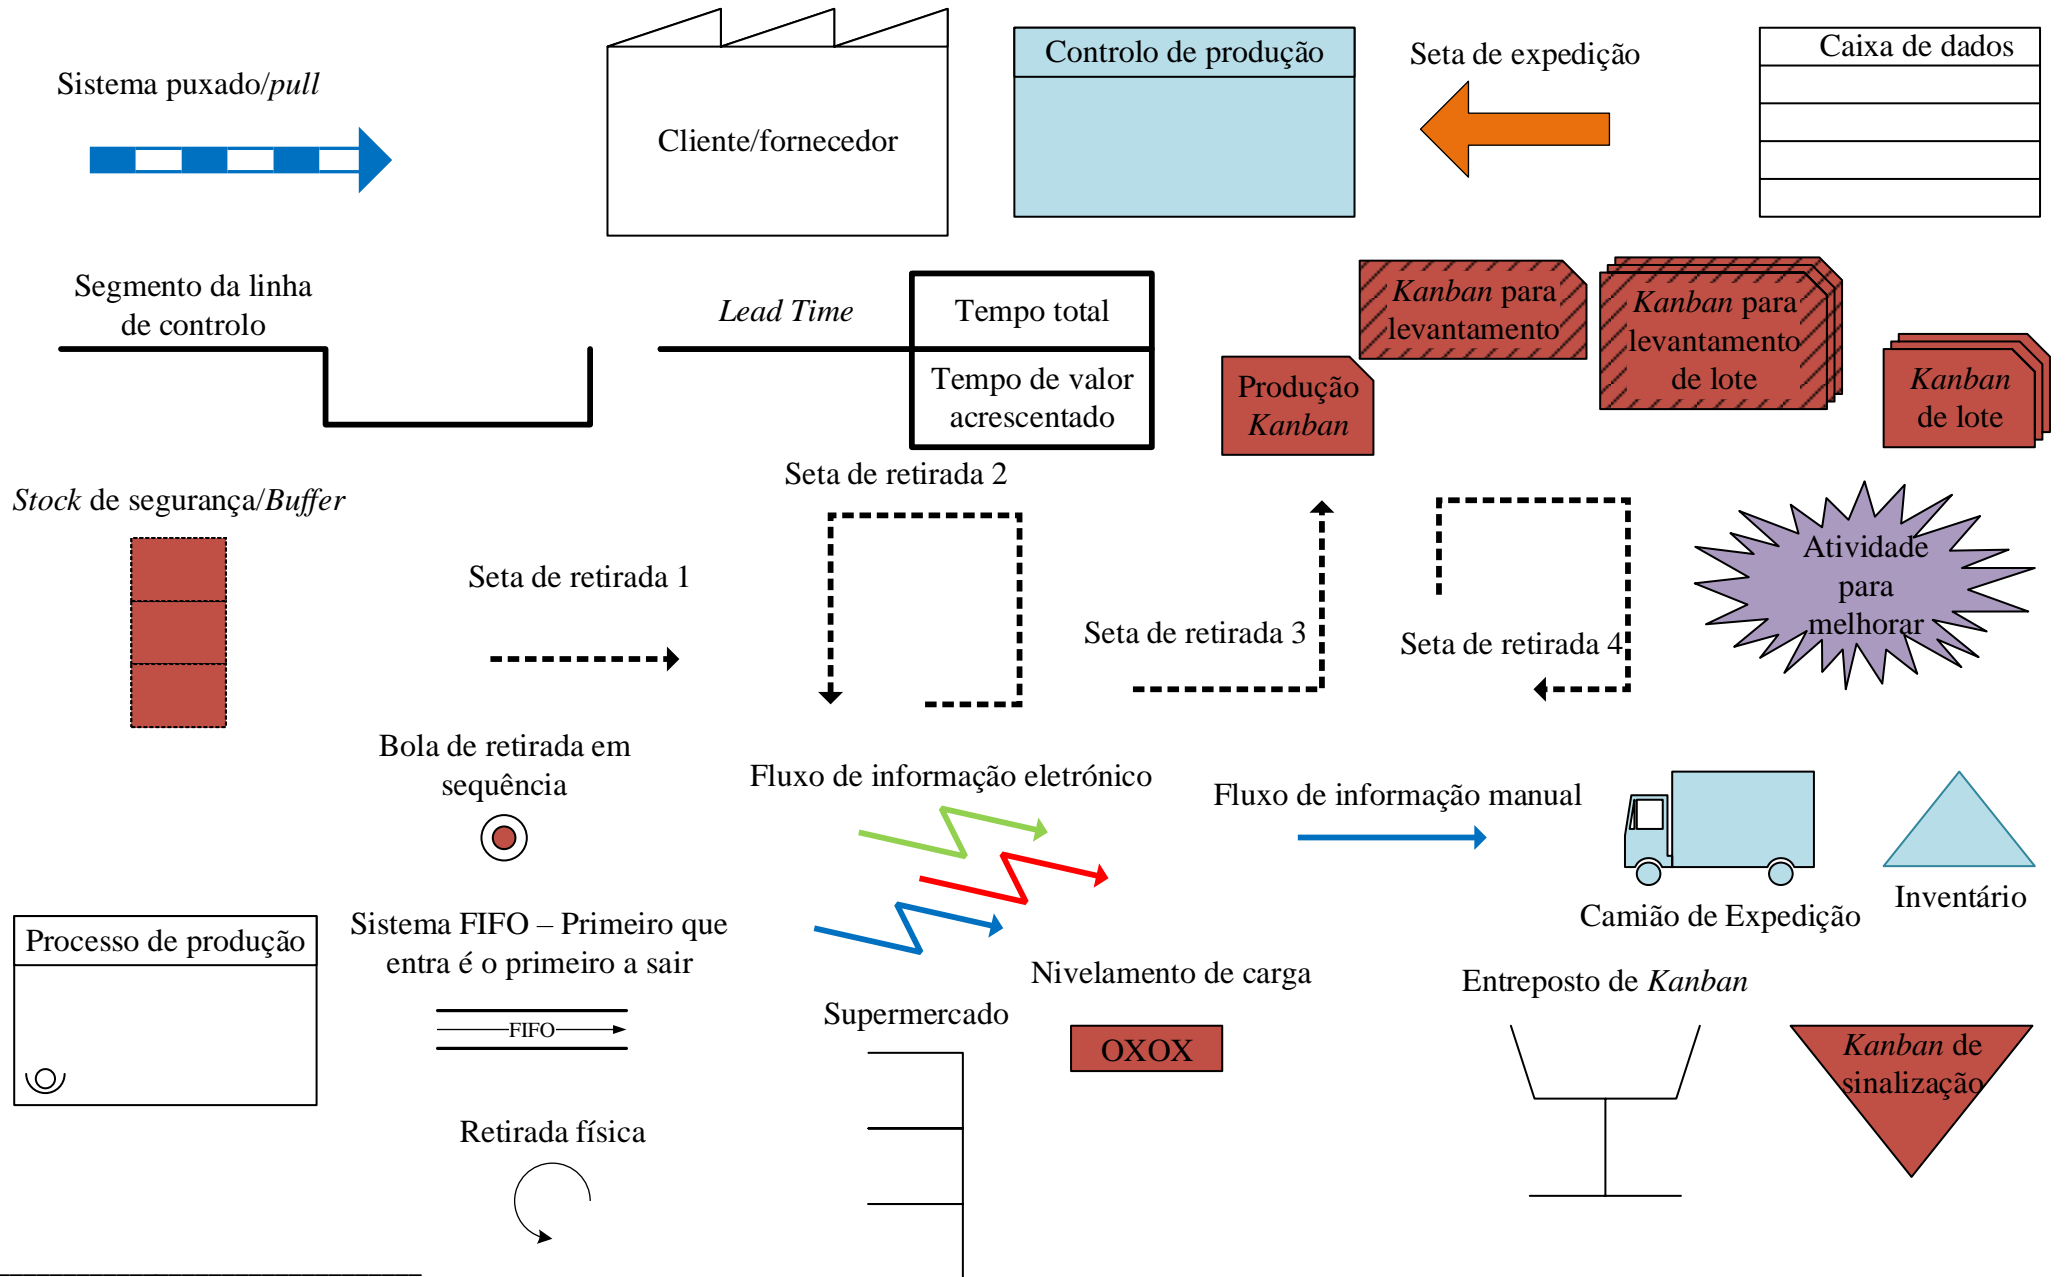 Sistema puxado/pull
Cliente/fornecedor
Controlo de produção
Seta de expedição
Caixa de dados
Segmento da linha
de controlo
Lead Time
Tempo total
Tempo de valor
acrescentado
Produção
Kanban
Kanban para
levantamento
Kanban para
levantamento
de lote
Kanban
de lote
Stock de segurança/Buffer
Seta de retirada 1
Seta de retirada 2
Seta de retirada 3
Seta de retirada 4
Atividade
para
melhorar
Bola de retirada em
sequência
Fluxo de informação eletrónico
Fluxo de informação manual
Camião de Expedição
Inventário
Processo de produção
Sistema FIFO – Primeiro que
entra é o primeiro a sair
FIFO
Supermercado
Nivelamento de carga
OXOX
Entreposto de Kanban
Kanban de
sinalização
Retirada física